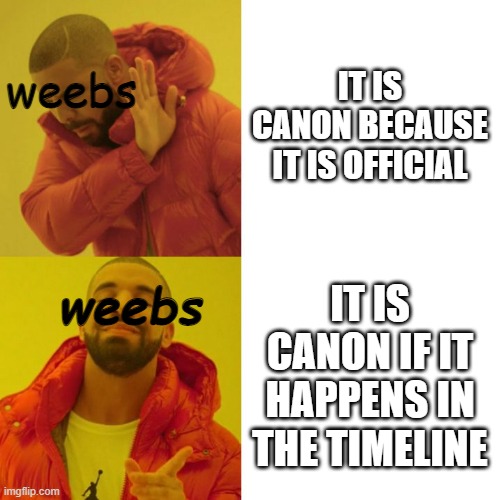 weebs
IT IS
CANON BECAUSE
IT IS OFFICIAL
weebs
IT IS
CANON IF IT
HAPPENS IN
THE TIMELINE
imgflip.com